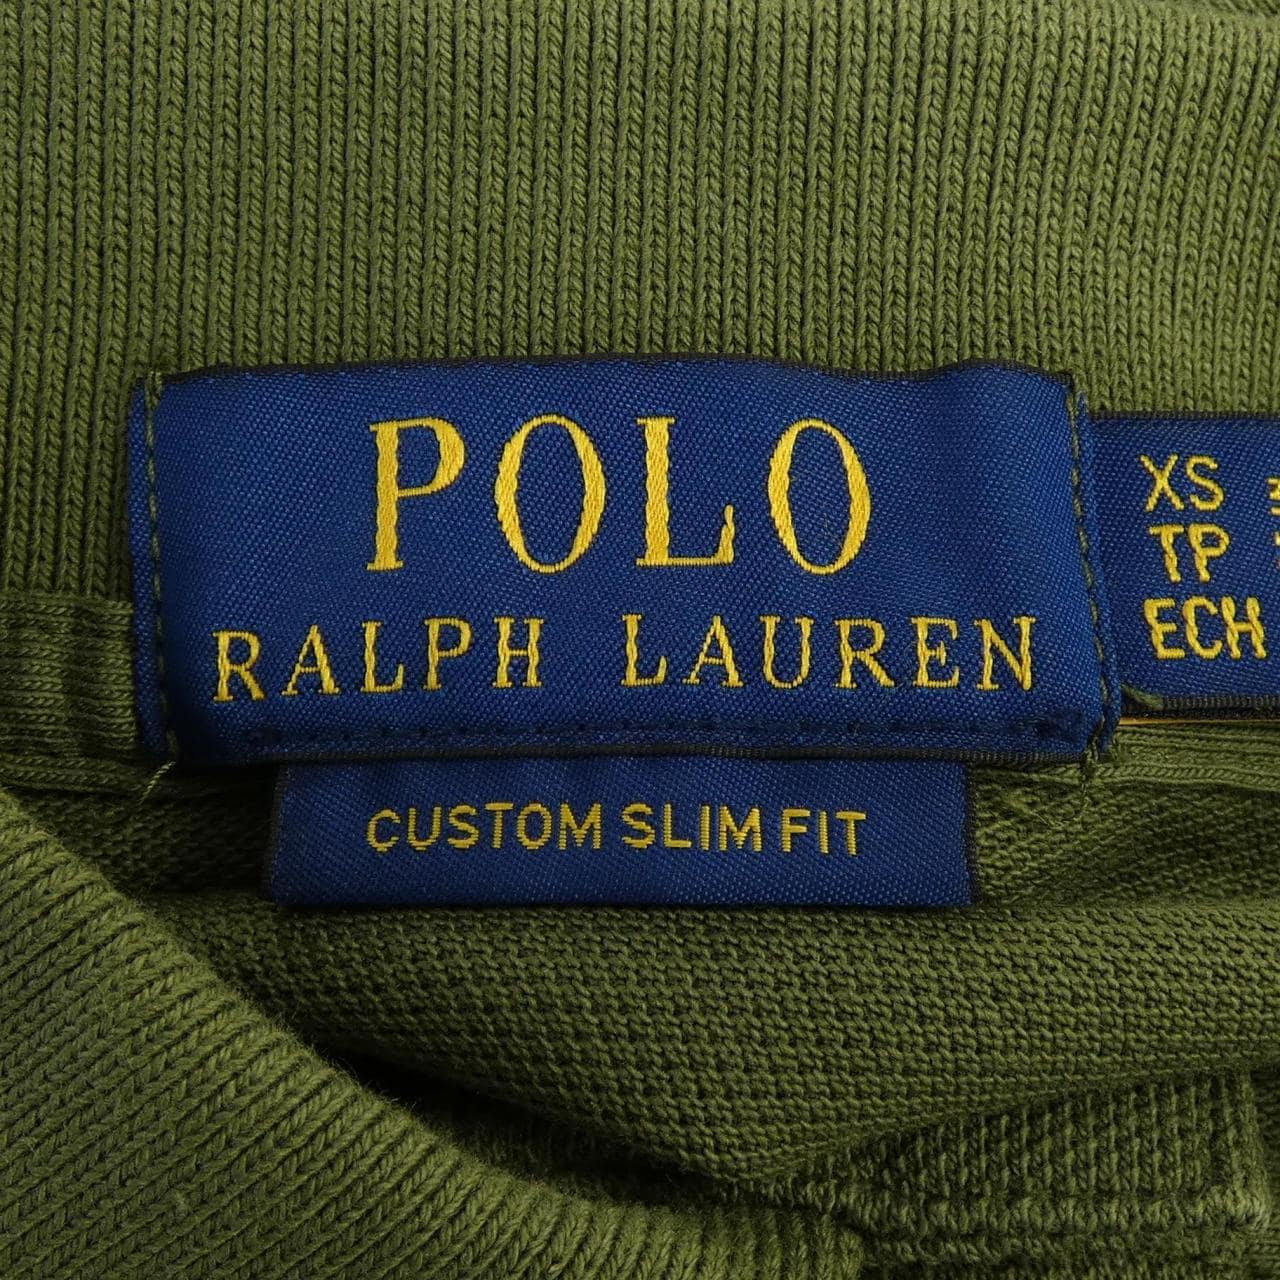 POLO
RALPH LAUREN
CUSTOM SLIM FIT
XS
TP
ECH